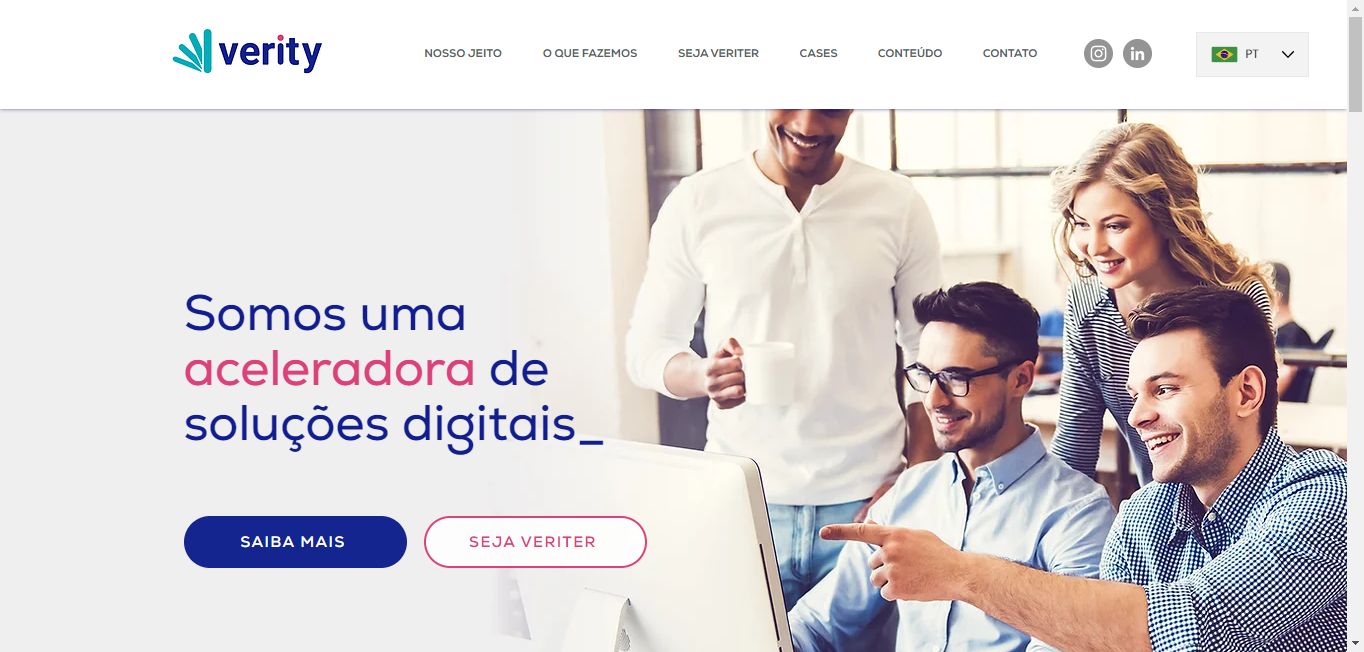 verity
NOSSO JEITO
O QUE FAZEMOS
SEJA VERITER
CASES
CONTEÚDO
CONTATO
in
PT
Somos uma
aceleradora de
soluções digitais_
SAIBA MAIS
SEJA VERITER